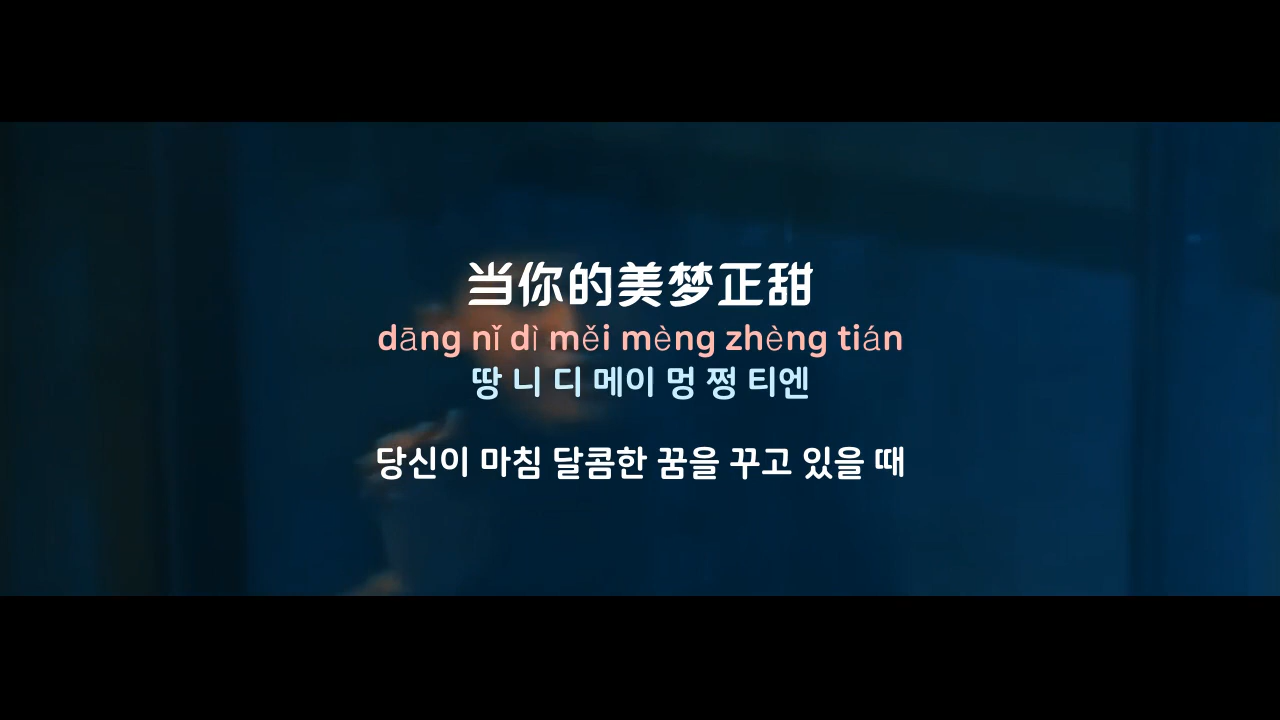 当你的美梦正甜
dāng nǐ dì měi mèng zhèng tián
땅 니 디 메이 멍 쩡 티엔
당신이 마침 달콤한 꿈을 꾸고 있을 때